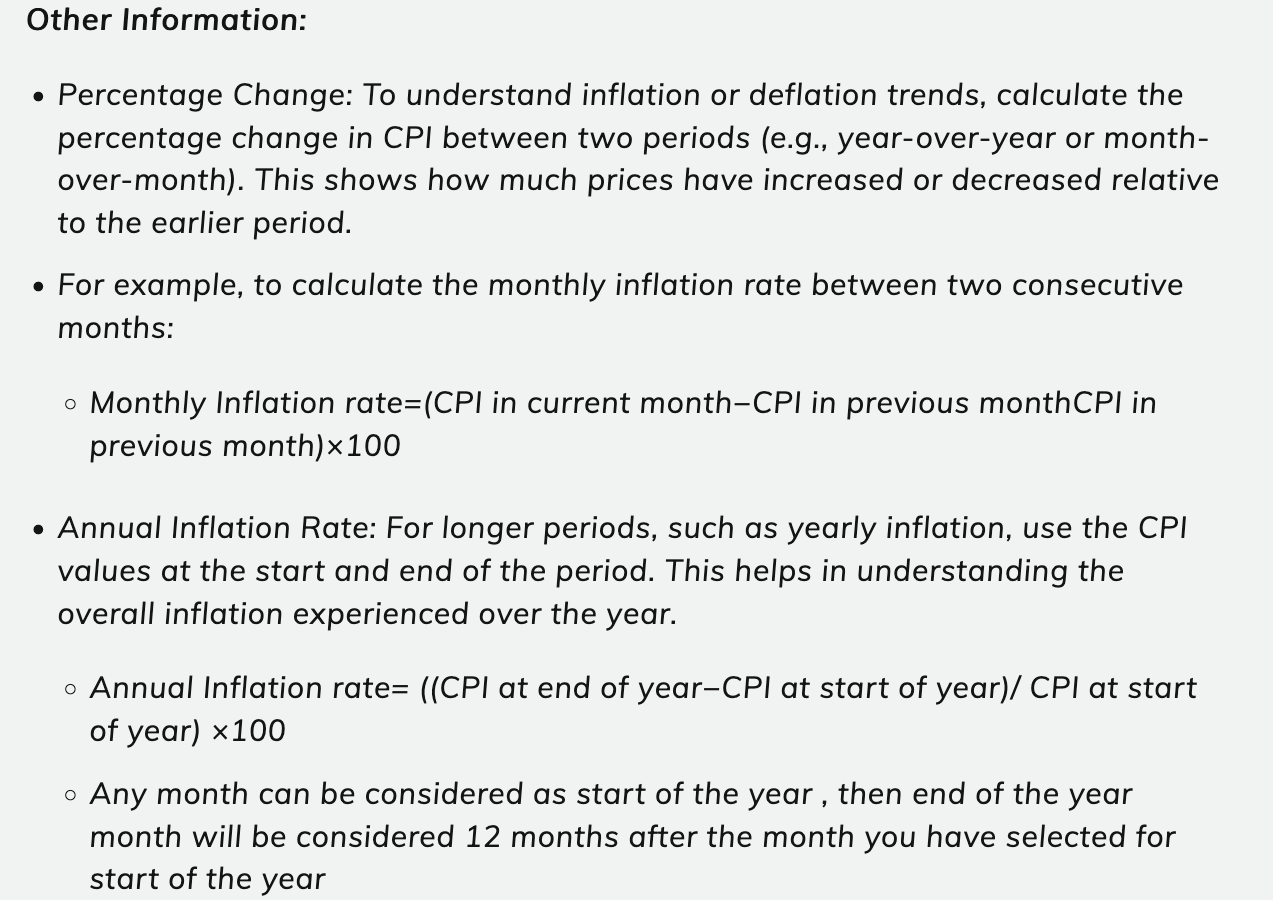 Other Information:
• Percentage Change: To understand inflation or deflation trends, calculate the
percentage change in CPI between two periods (e.g., year-over-year or month-
over-month). This shows how much prices have increased or decreased relative
to the earlier period.
• For example, to calculate the monthly inflation rate between two consecutive
months:
○ Monthly Inflation rate=(CPI in current month−CPI in previous monthCPI in
previous month)×100
• Annual Inflation Rate: For longer periods, such as yearly inflation, use the CPI
values at the start and end of the period. This helps in understanding the
overall inflation experienced over the year.
○ Annual Inflation rate= ((CPI at end of year−CPI at start of year)/ CPI at start
of year) ×100
○ Any month can be considered as start of the year , then end of the year
month will be considered 12 months after the month you have selected for
start of the year